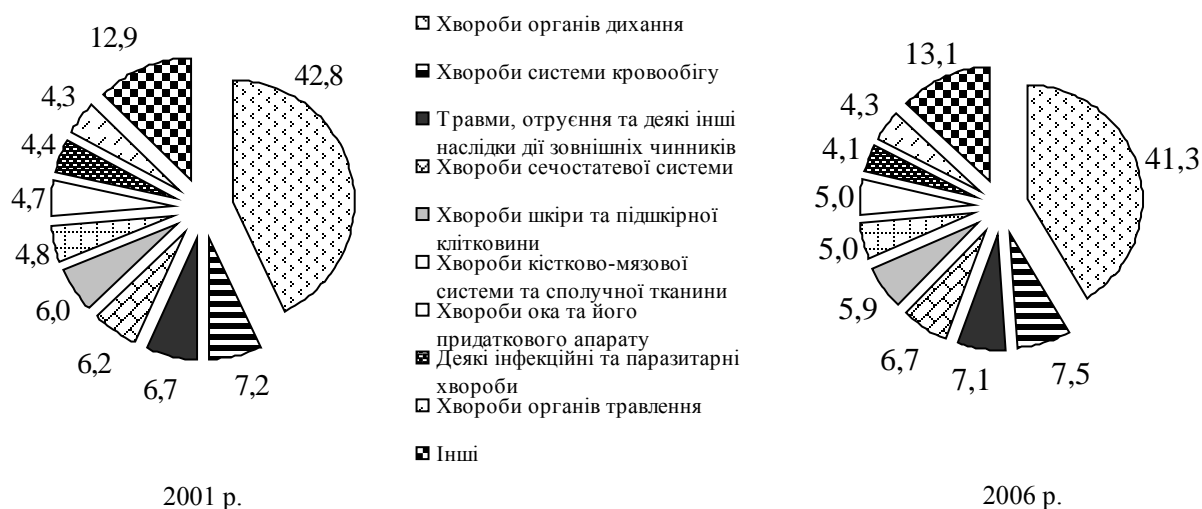 12,9
42,8
4,3
4,4
4,7
4,8
6,0
6,2
6,7
7,2
2001 р.
Хвороби органів дихання
Хвороби системи кровообігу
Травми, отруєння та деякі інші
наслідки дії зовнішніх чинників
Хвороби сечостатевої системи
Хвороби шкіри та підшкірної
клітковини
Хвороби кістково-мязової
системи та сполучної тканини
Хвороби ока та його
придаткового апарату
Деякі інфекційні та паразитарні
хвороби
Хвороби органів травлення
Інші
13,1
41,3
4,3
4,1
5,0
5,0
5,9
6,7
7,1
7,5
2006 р.